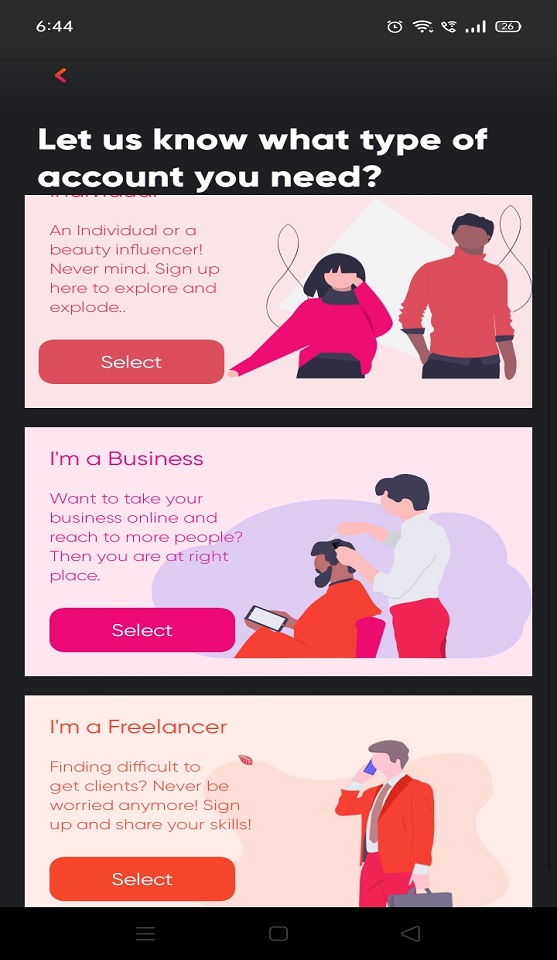 6:44
26
Let us know what type of
account you need?
An Individual or a
beauty influencer!
Never mind. Sign up
here to explore and
explode..
Select
I'm a Business
Want to take your
business online and
reach to more people?
Then you are at right
place.
Select
I'm a Freelancer
Finding difficult to
get clients? Never be
worried anymore! Sign
up and share your skills!
Select